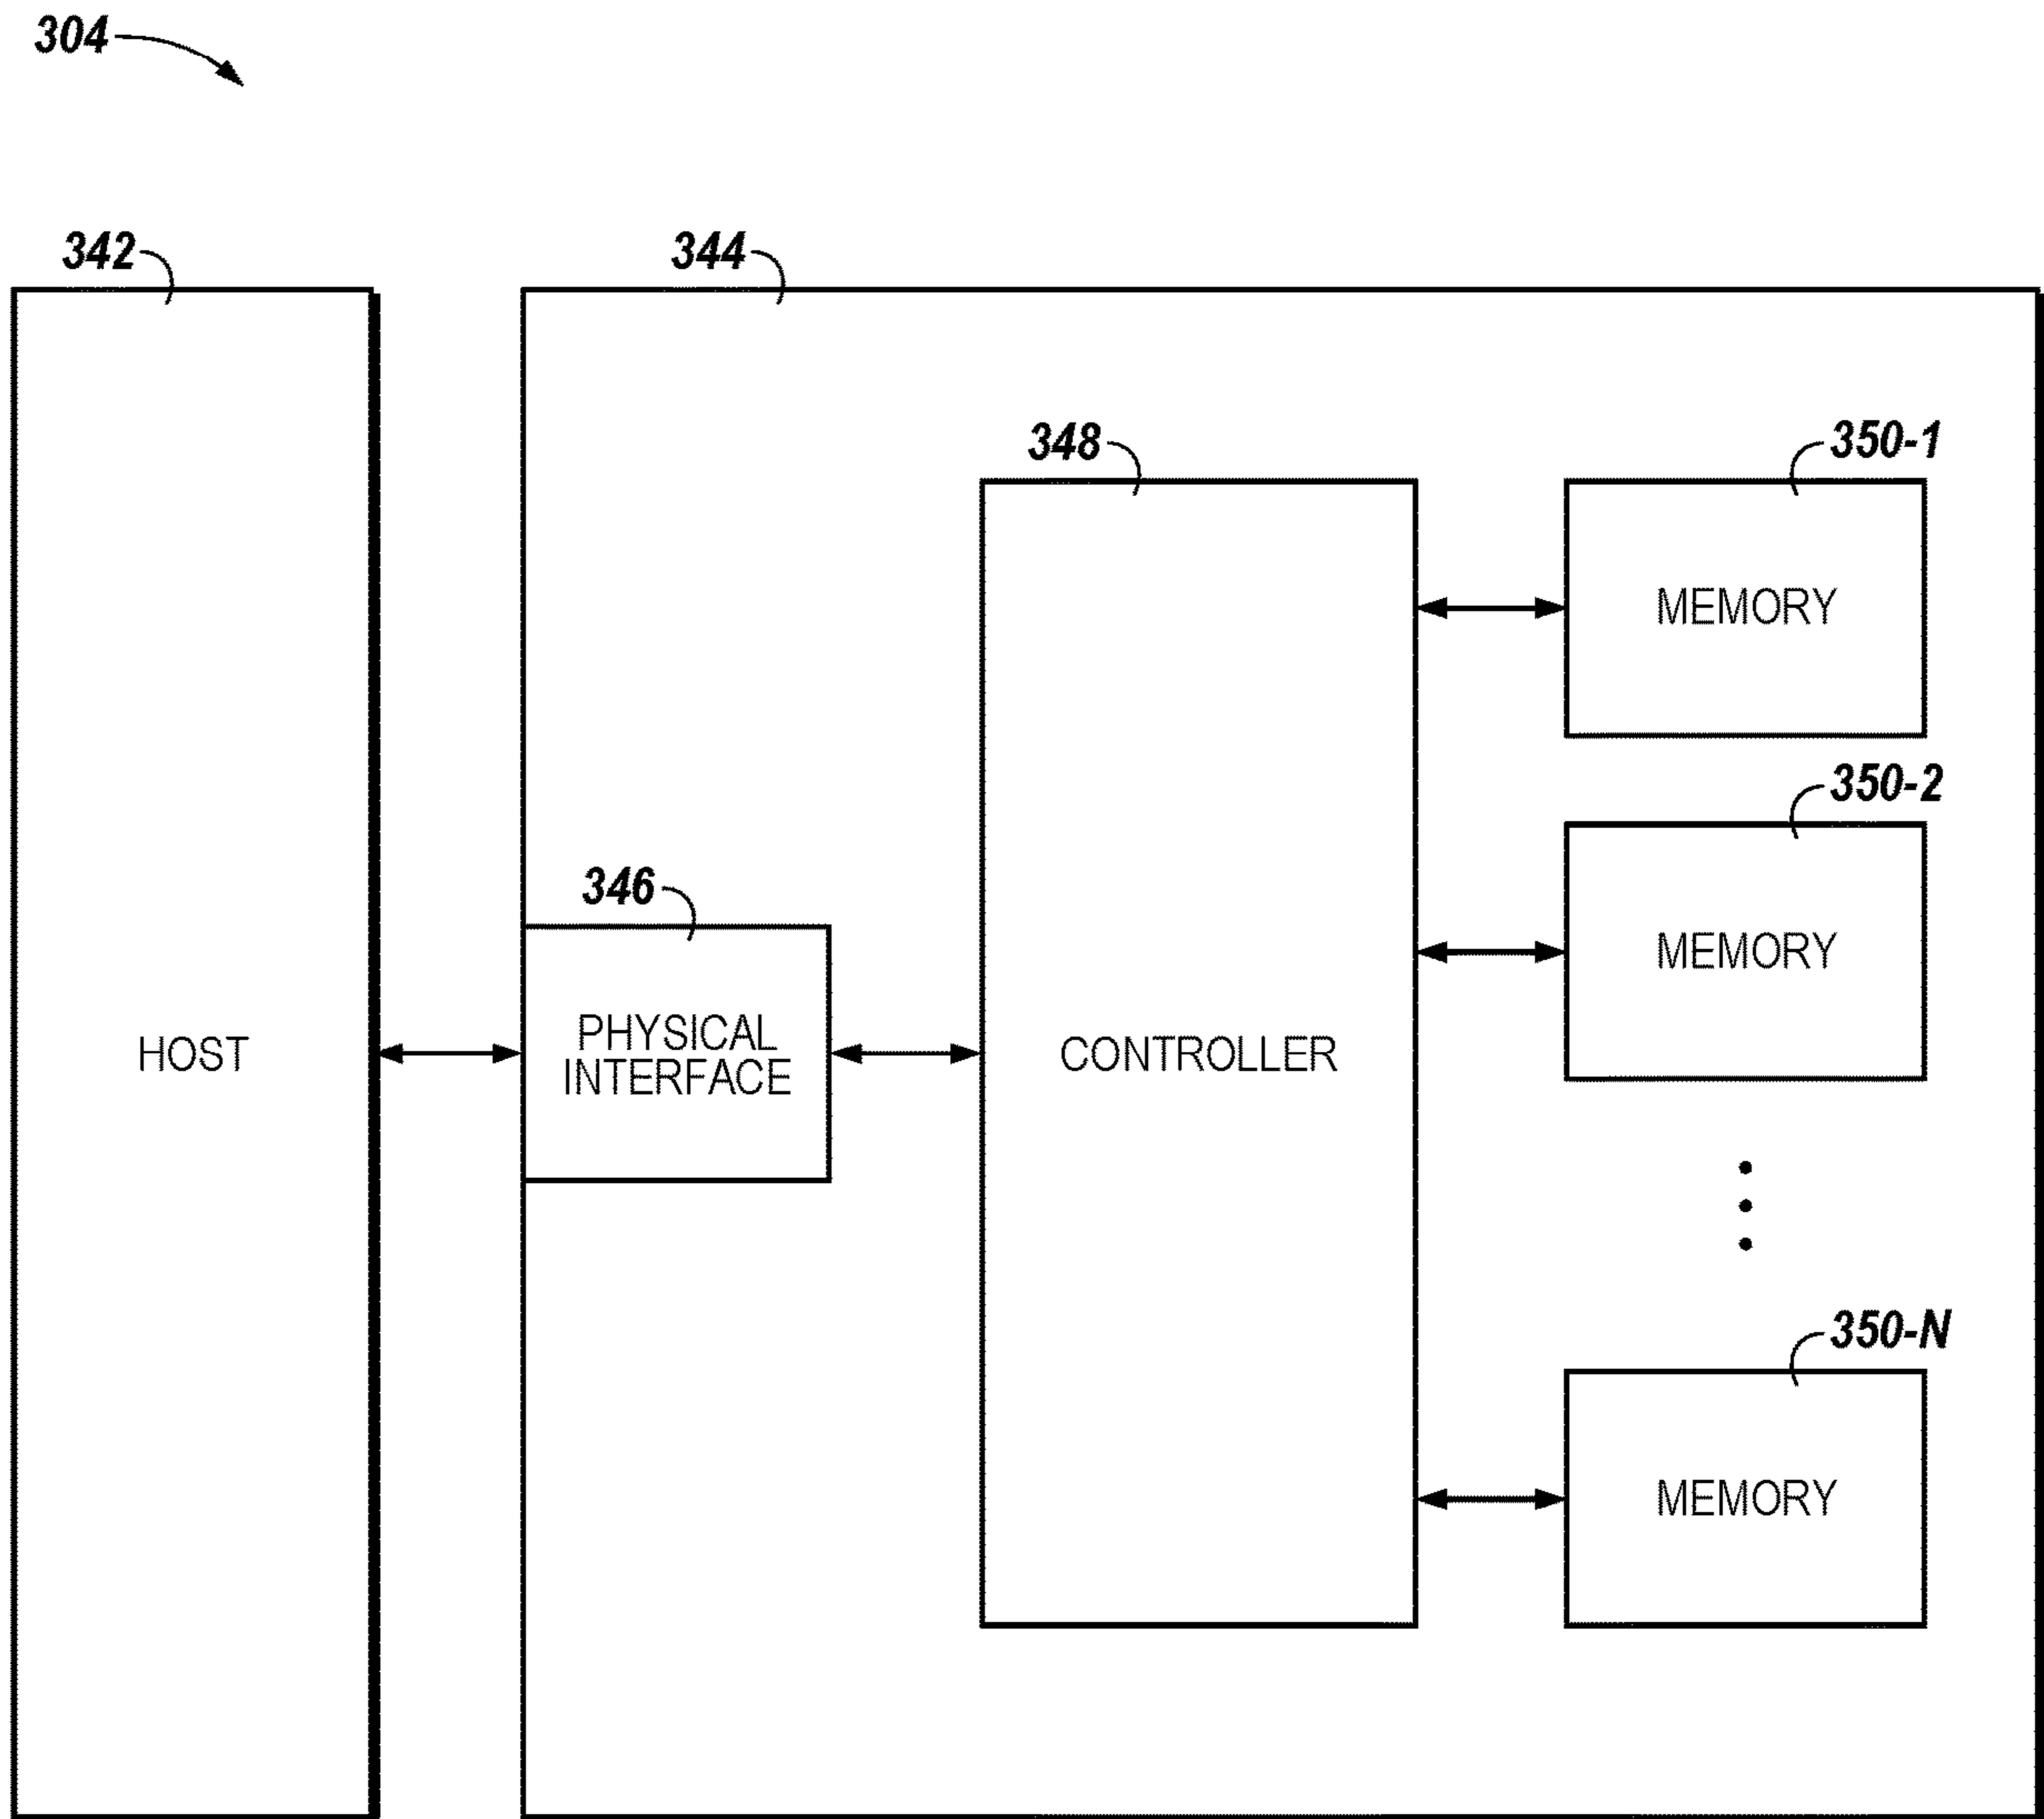 304
342
344
348
350-1
MEMORY
350-2
346
MEMORY
HOST
PHYSICAL
INTERFACE
CONTROLLER
350-N
MEMORY